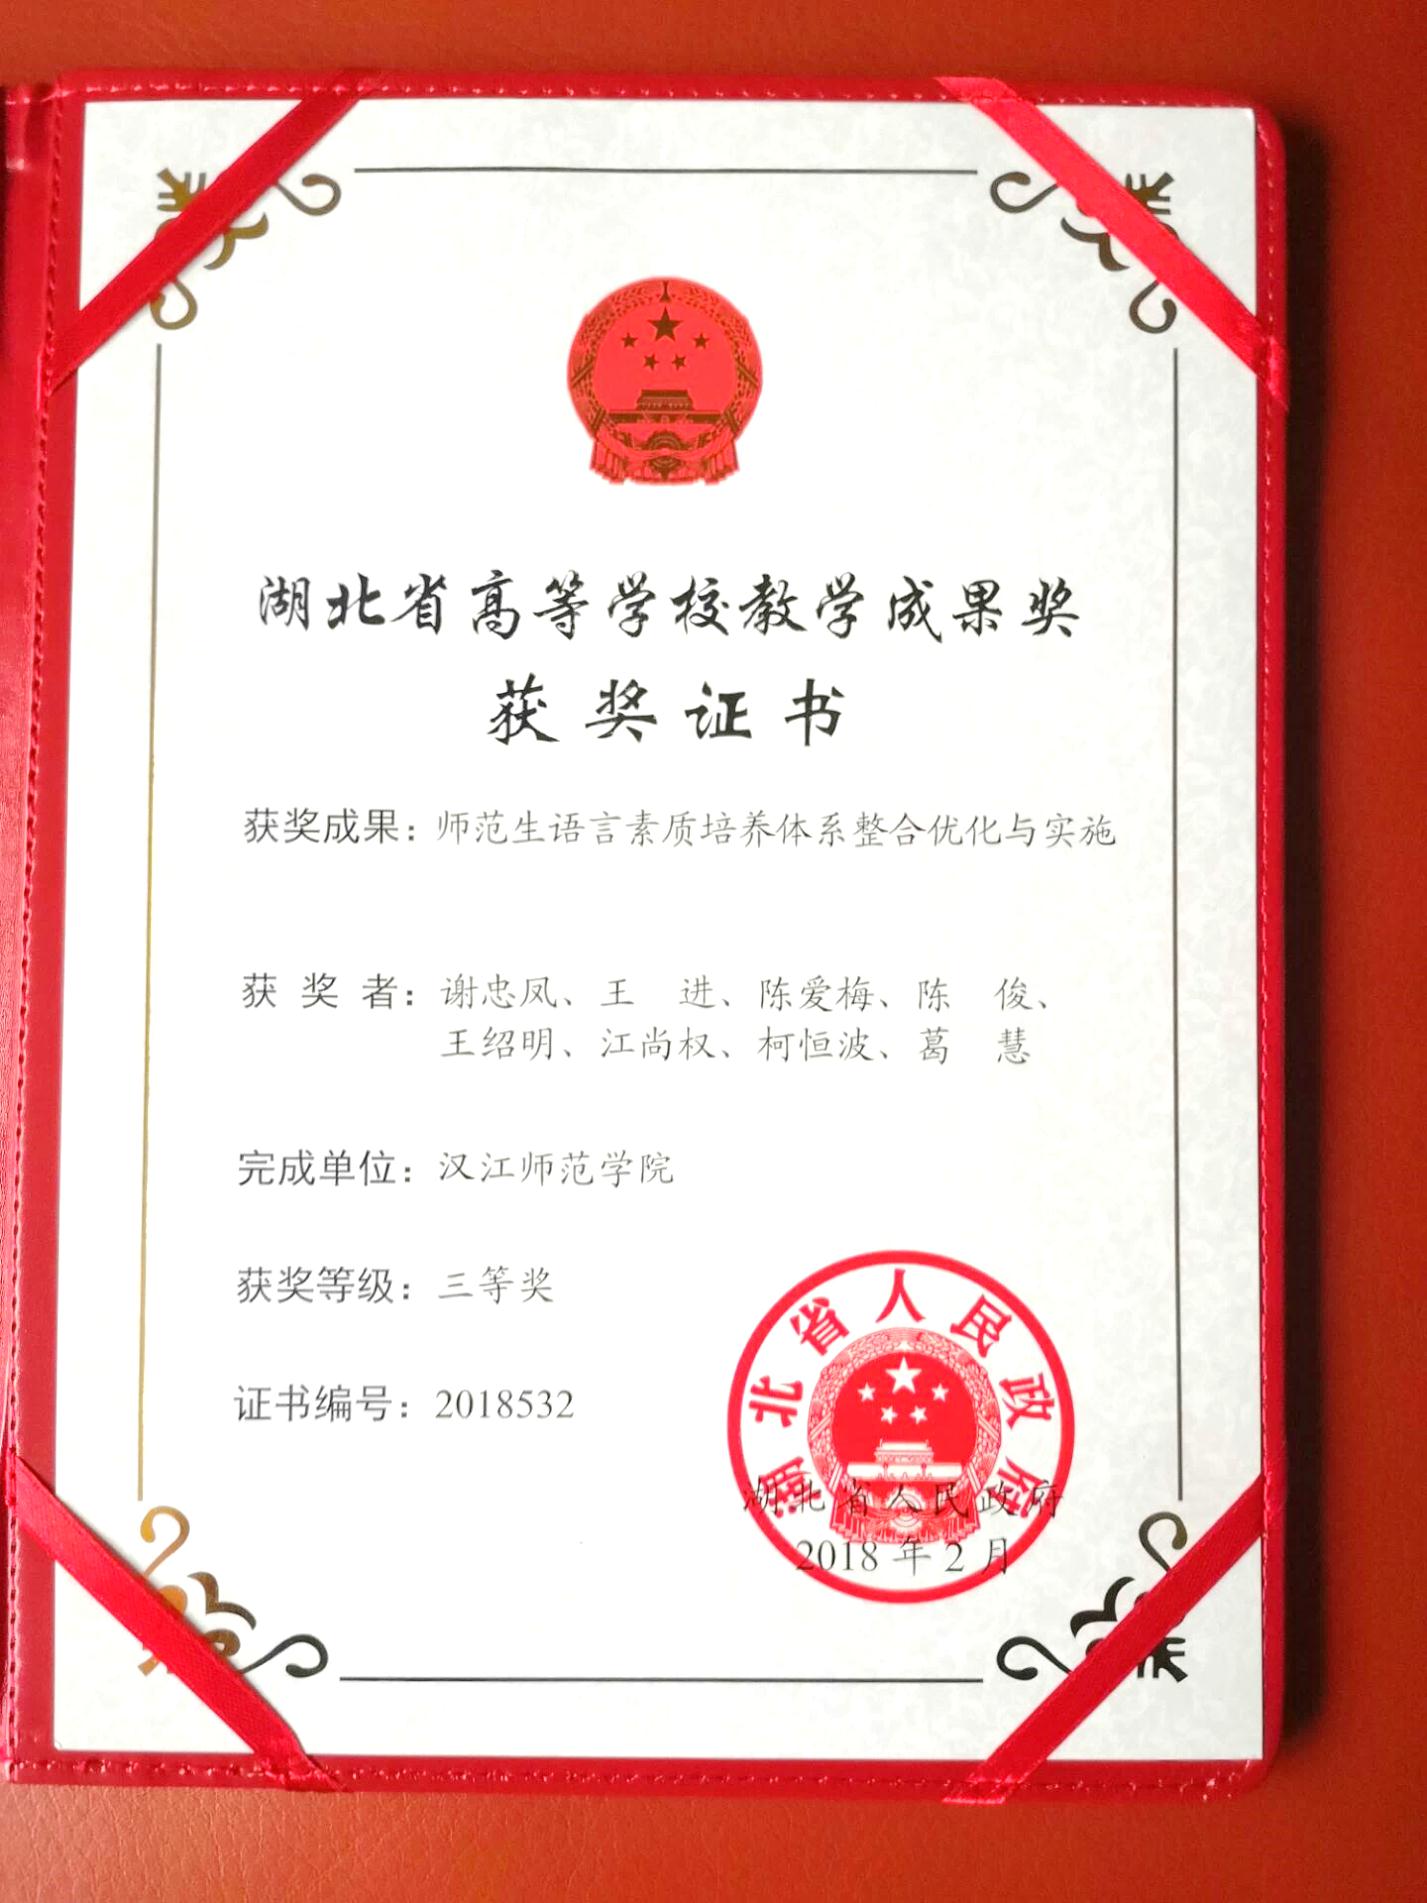 湖北省高等学校教学成果奖
获奖证书
获奖成果：师范生语言素质培养体系整合优化与实施
获 奖 者：谢忠凤、王　进、陈爱梅、陈　俊、
王绍明、江尚权、柯恒波、葛　慧
完成单位：汉江师范学院
获奖等级：三等奖
证书编号：2018532
湖北省人民政府
湖北省人民政府
2018 年 2 月